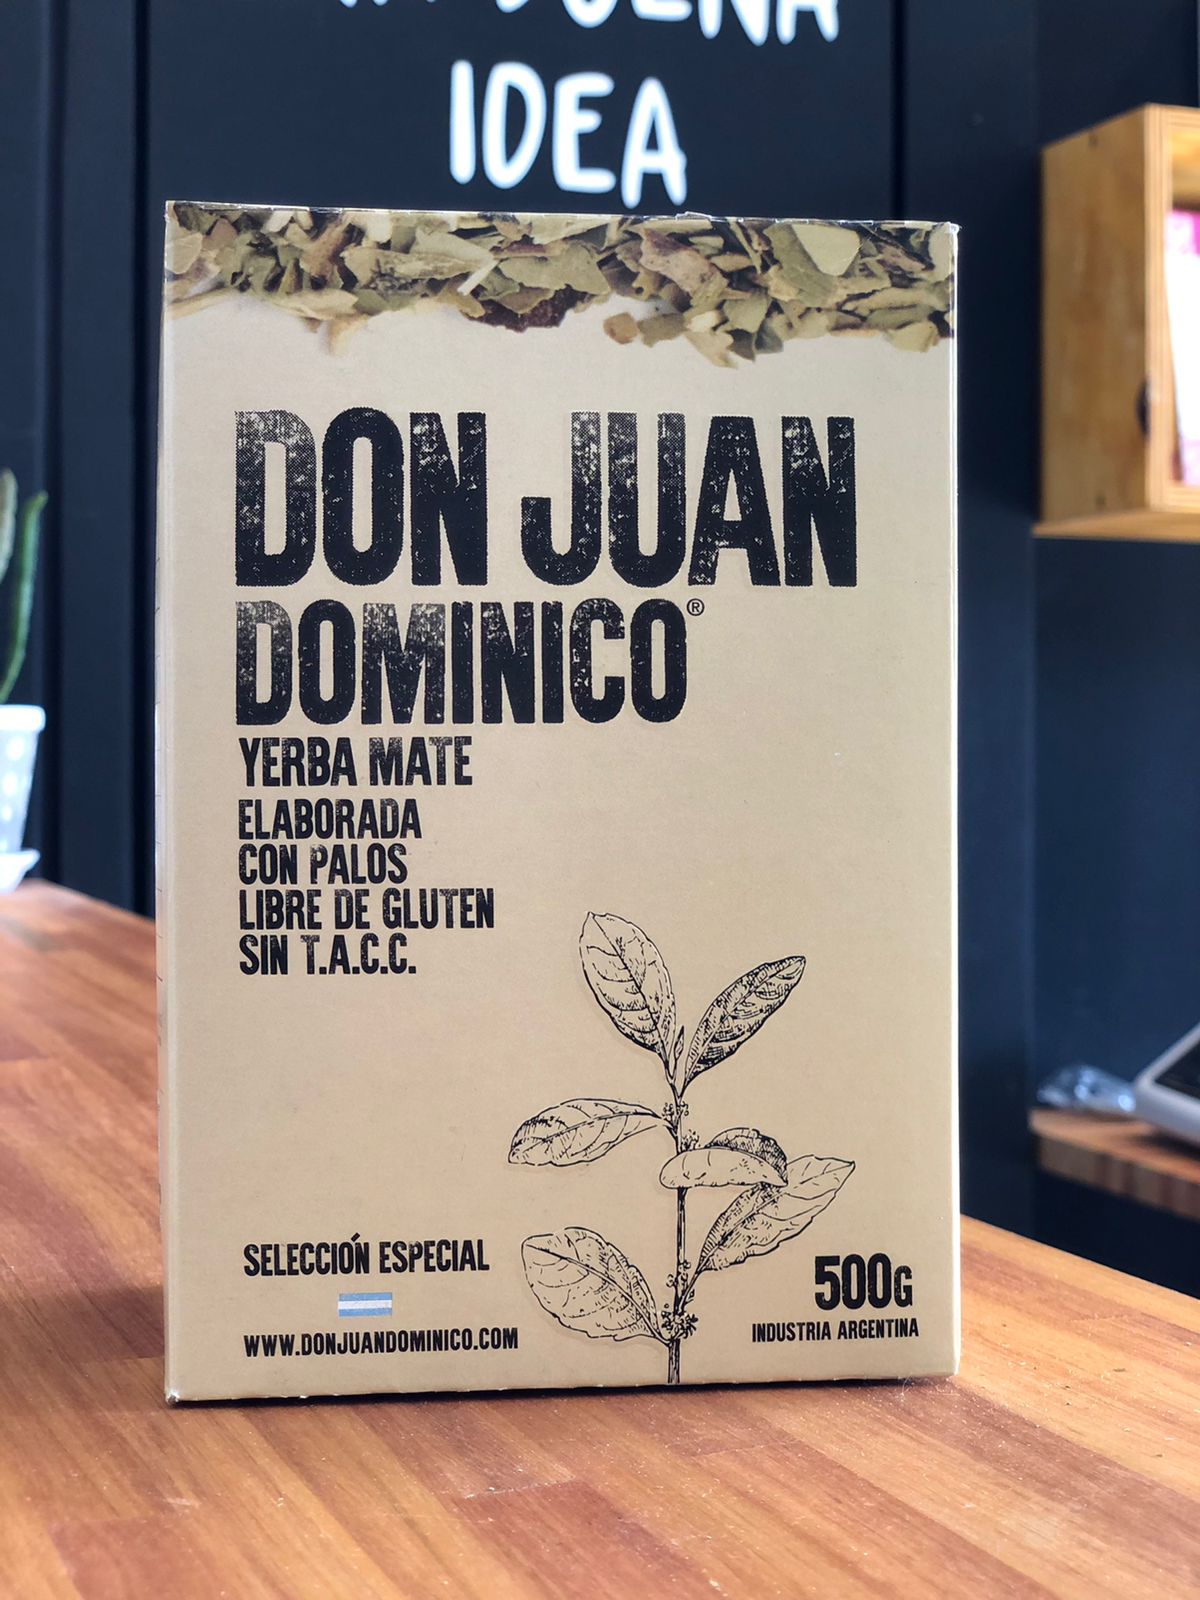 IDEA
DON JUAN
DOMINICO®
YERBA MATE
ELABORADA
CON PALOS
LIBRE DE GLUTEN
SIN T.A.C.C.
SELECCIÓN ESPECIAL
500G
WWW.DONJUANDOMINICO.COM
INDUSTRIA ARGENTINA